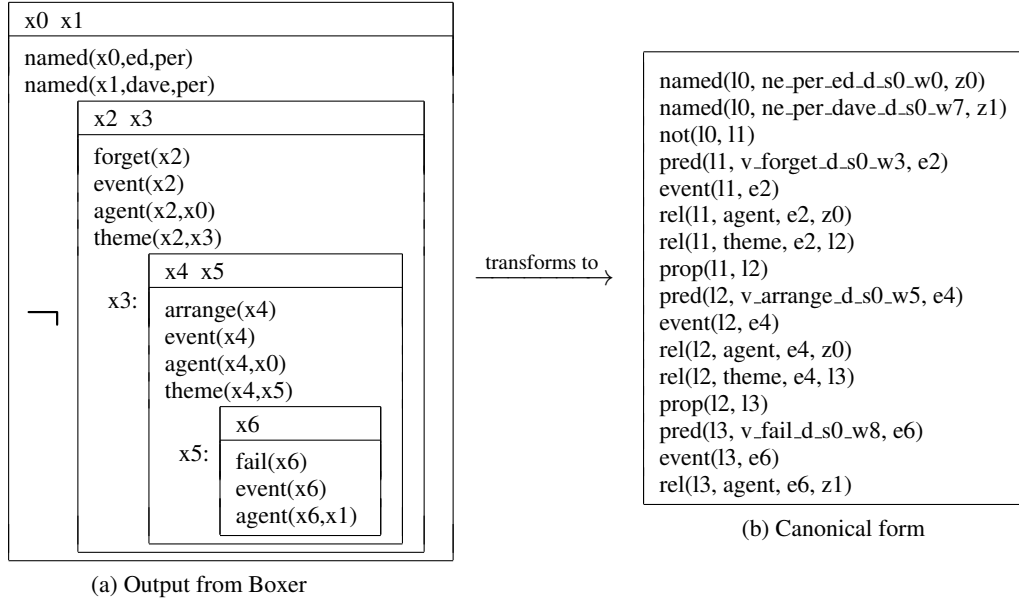 x0 x1
named(x0,ed,per)
named(x1,dave,per)
¬
x2 x3
forget(x2)
event(x2)
agent(x2,x0)
theme(x2,x3)
x3:
x4 x5
arrange(x4)
event(x4)
agent(x4,x0)
theme(x4,x5)
x5:
x6
fail(x6)
event(x6)
agent(x6,x1)
(a) Output from Boxer
transforms to
named(l0, ne_per_ed_d_s0_w0, z0)
named(l0, ne_per_dave_d_s0_w7, z1)
not(l0, l1)
pred(l1, v_forget_d_s0_w3, e2)
event(l1, e2)
rel(l1, agent, e2, z0)
rel(l1, theme, e2, l2)
prop(l1, l2)
pred(l2, v_arrange_d_s0_w5, e4)
event(l2, e4)
rel(l2, agent, e4, z0)
rel(l2, theme, e4, l3)
prop(l2, l3)
pred(l3, v_fail_d_s0_w8, e6)
event(l3, e6)
rel(l3, agent, e6, z1)
(b) Canonical form